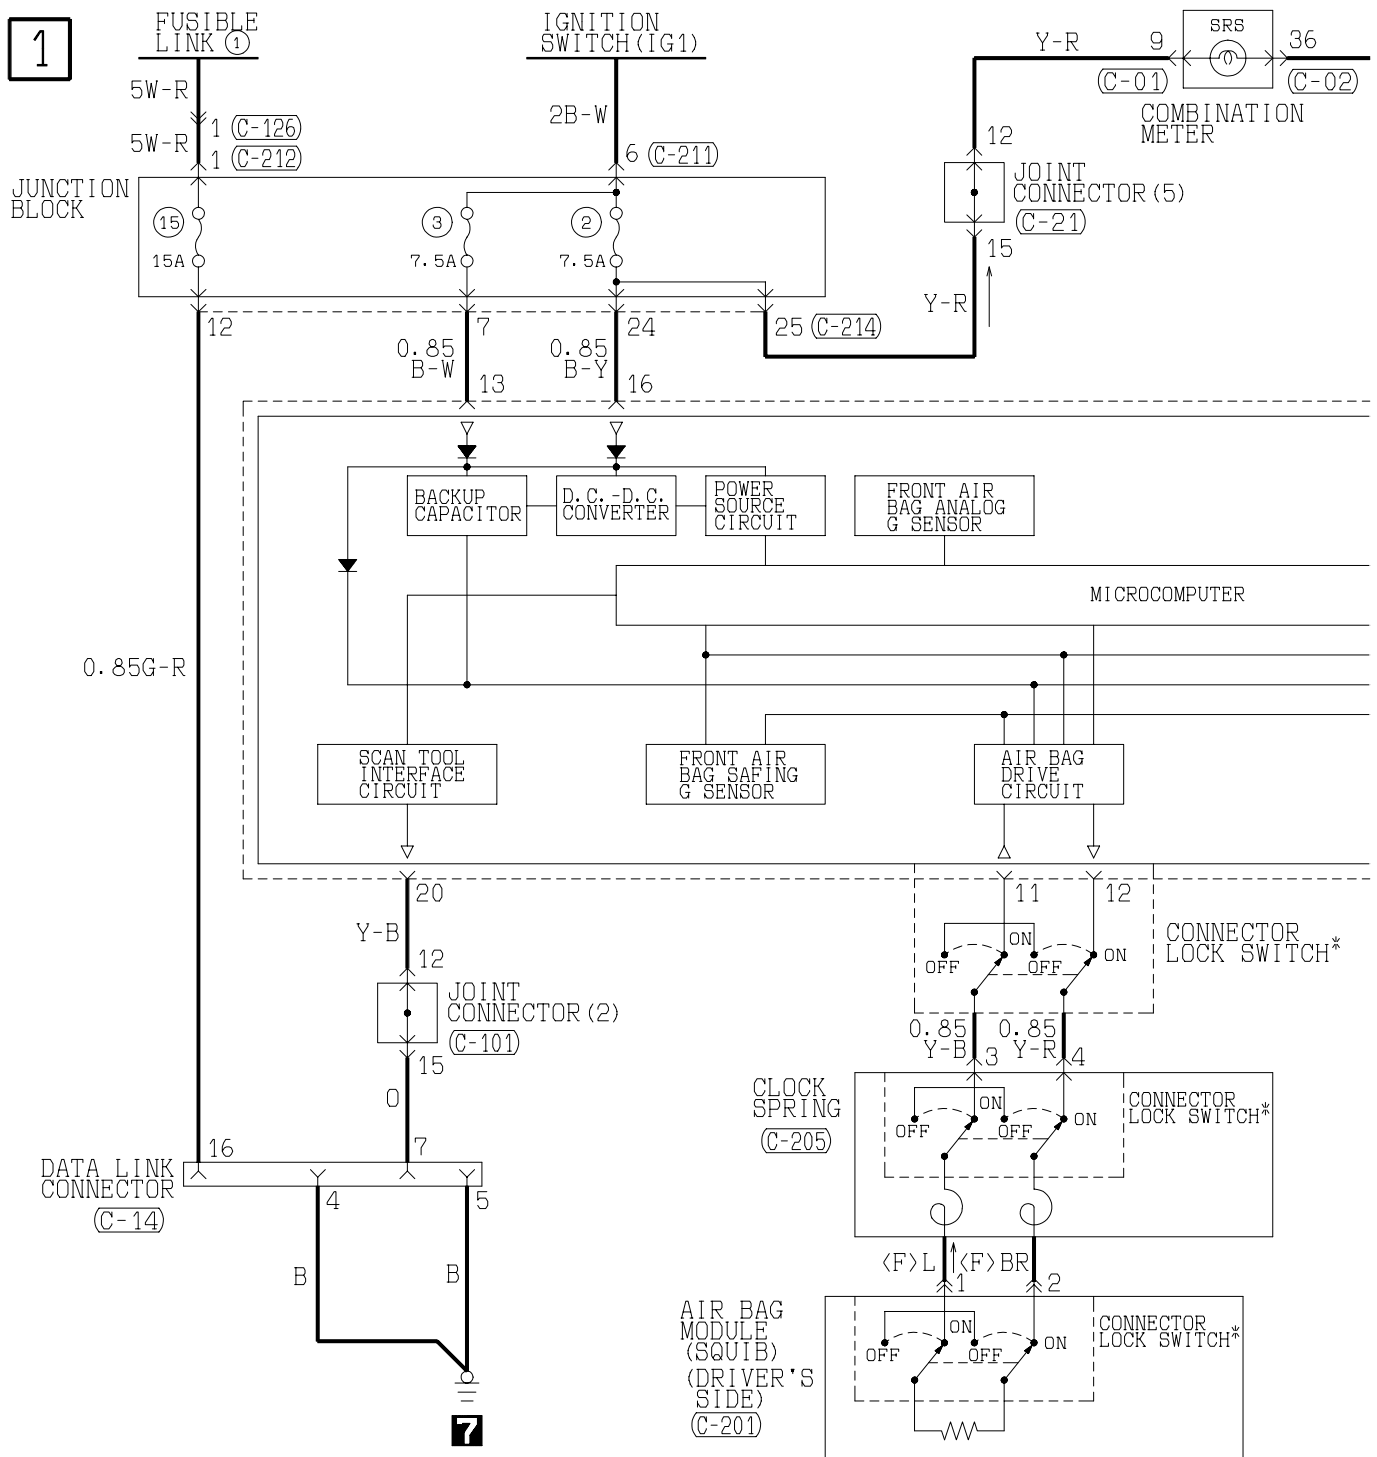 1
FUSIBLE
LINK ①
IGNITION
SWITCH(IG1)
SRS
Y-R
9
36
(C-01)
(C-02)
COMBINATION
METER
5W-R
1 (C-126)
5W-R
1 (C-212)
2B-W
6 (C-211)
12
JOINT
CONNECTOR(5)
(C-21)
15
Y-R
JUNCTION
BLOCK
⑮
15A
③
7.5A
②
7.5A
12
7
24
25 (C-214)
0.85
B-W
0.85
B-Y
13
16
BACKUP
CAPACITOR
D.C.-D.C.
CONVERTER
POWER
SOURCE
CIRCUIT
FRONT AIR
BAG ANALOG
G SENSOR
MICROCOMPUTER
0.85G-R
SCAN TOOL
INTERFACE
CIRCUIT
FRONT AIR
BAG SAFING
G SENSOR
AIR BAG
DRIVE
CIRCUIT
20
11
12
Y-B
12
JOINT
CONNECTOR(2)
(C-101)
15
O
OFF
ON
OFF
ON
CONNECTOR
LOCK SWITCH*
0.85
Y-B
3
0.85
Y-R
4
CLOCK
SPRING
(C-205)
OFF
ON
OFF
ON
CONNECTOR
LOCK SWITCH*
16
7
DATA LINK
CONNECTOR
(C-14)
4
5
B
B
7
<F>L
1
<F>BR
2
AIR BAG
MODULE
(SQUIB)
(DRIVER'S
SIDE)
(C-201)
OFF
ON
OFF
ON
CONNECTOR
LOCK SWITCH*